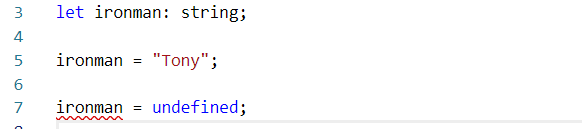 3 let ironman: string;
4
5 ironman = "Tony";
6
7 ironman = undefined;